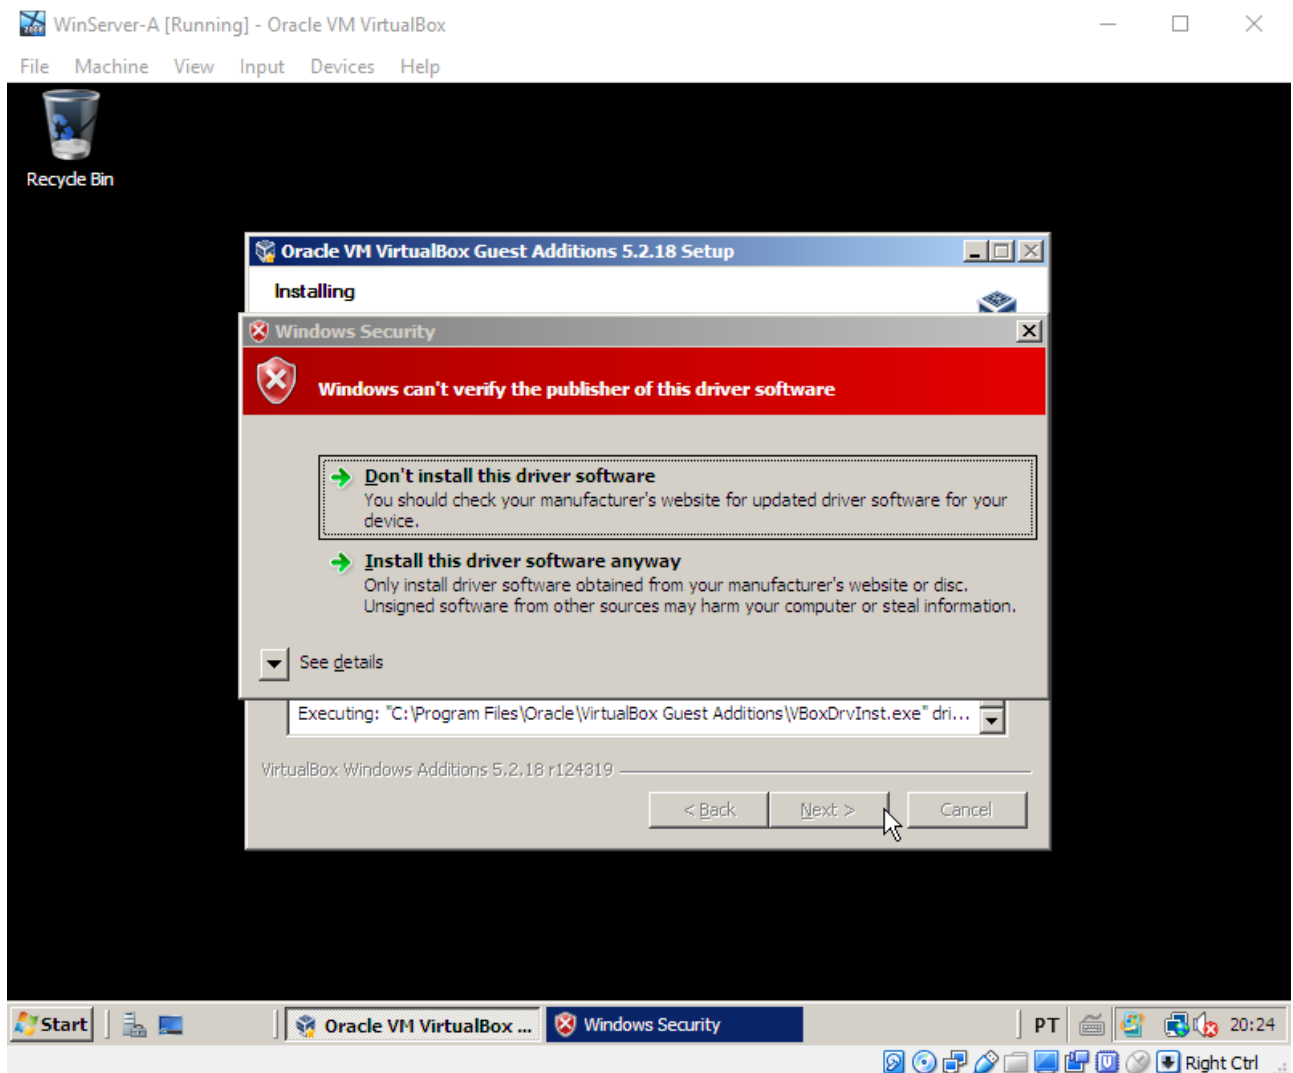 WinServer-A [Running] - Oracle VM VirtualBox
File Machine View Input Devices Help
Recycle Bin
Oracle VM VirtualBox Guest Additions 5.2.18 Setup
Installing
Windows Security
Windows can't verify the publisher of this driver software
Don't install this driver software
You should check your manufacturer's website for updated driver software for your
device.
Install this driver software anyway
Only install driver software obtained from your manufacturer's website or disc.
Unsigned software from other sources may harm your computer or steal information.
See details
Executing: "C:\Program Files\Oracle\VirtualBox Guest Additions\VBoxDrvInst.exe" dri...
VirtualBox Windows Additions 5.2.18 r124319
< Back Next > Cancel
Start Oracle VM VirtualBox ... Windows Security PT 20:24
Right Ctrl